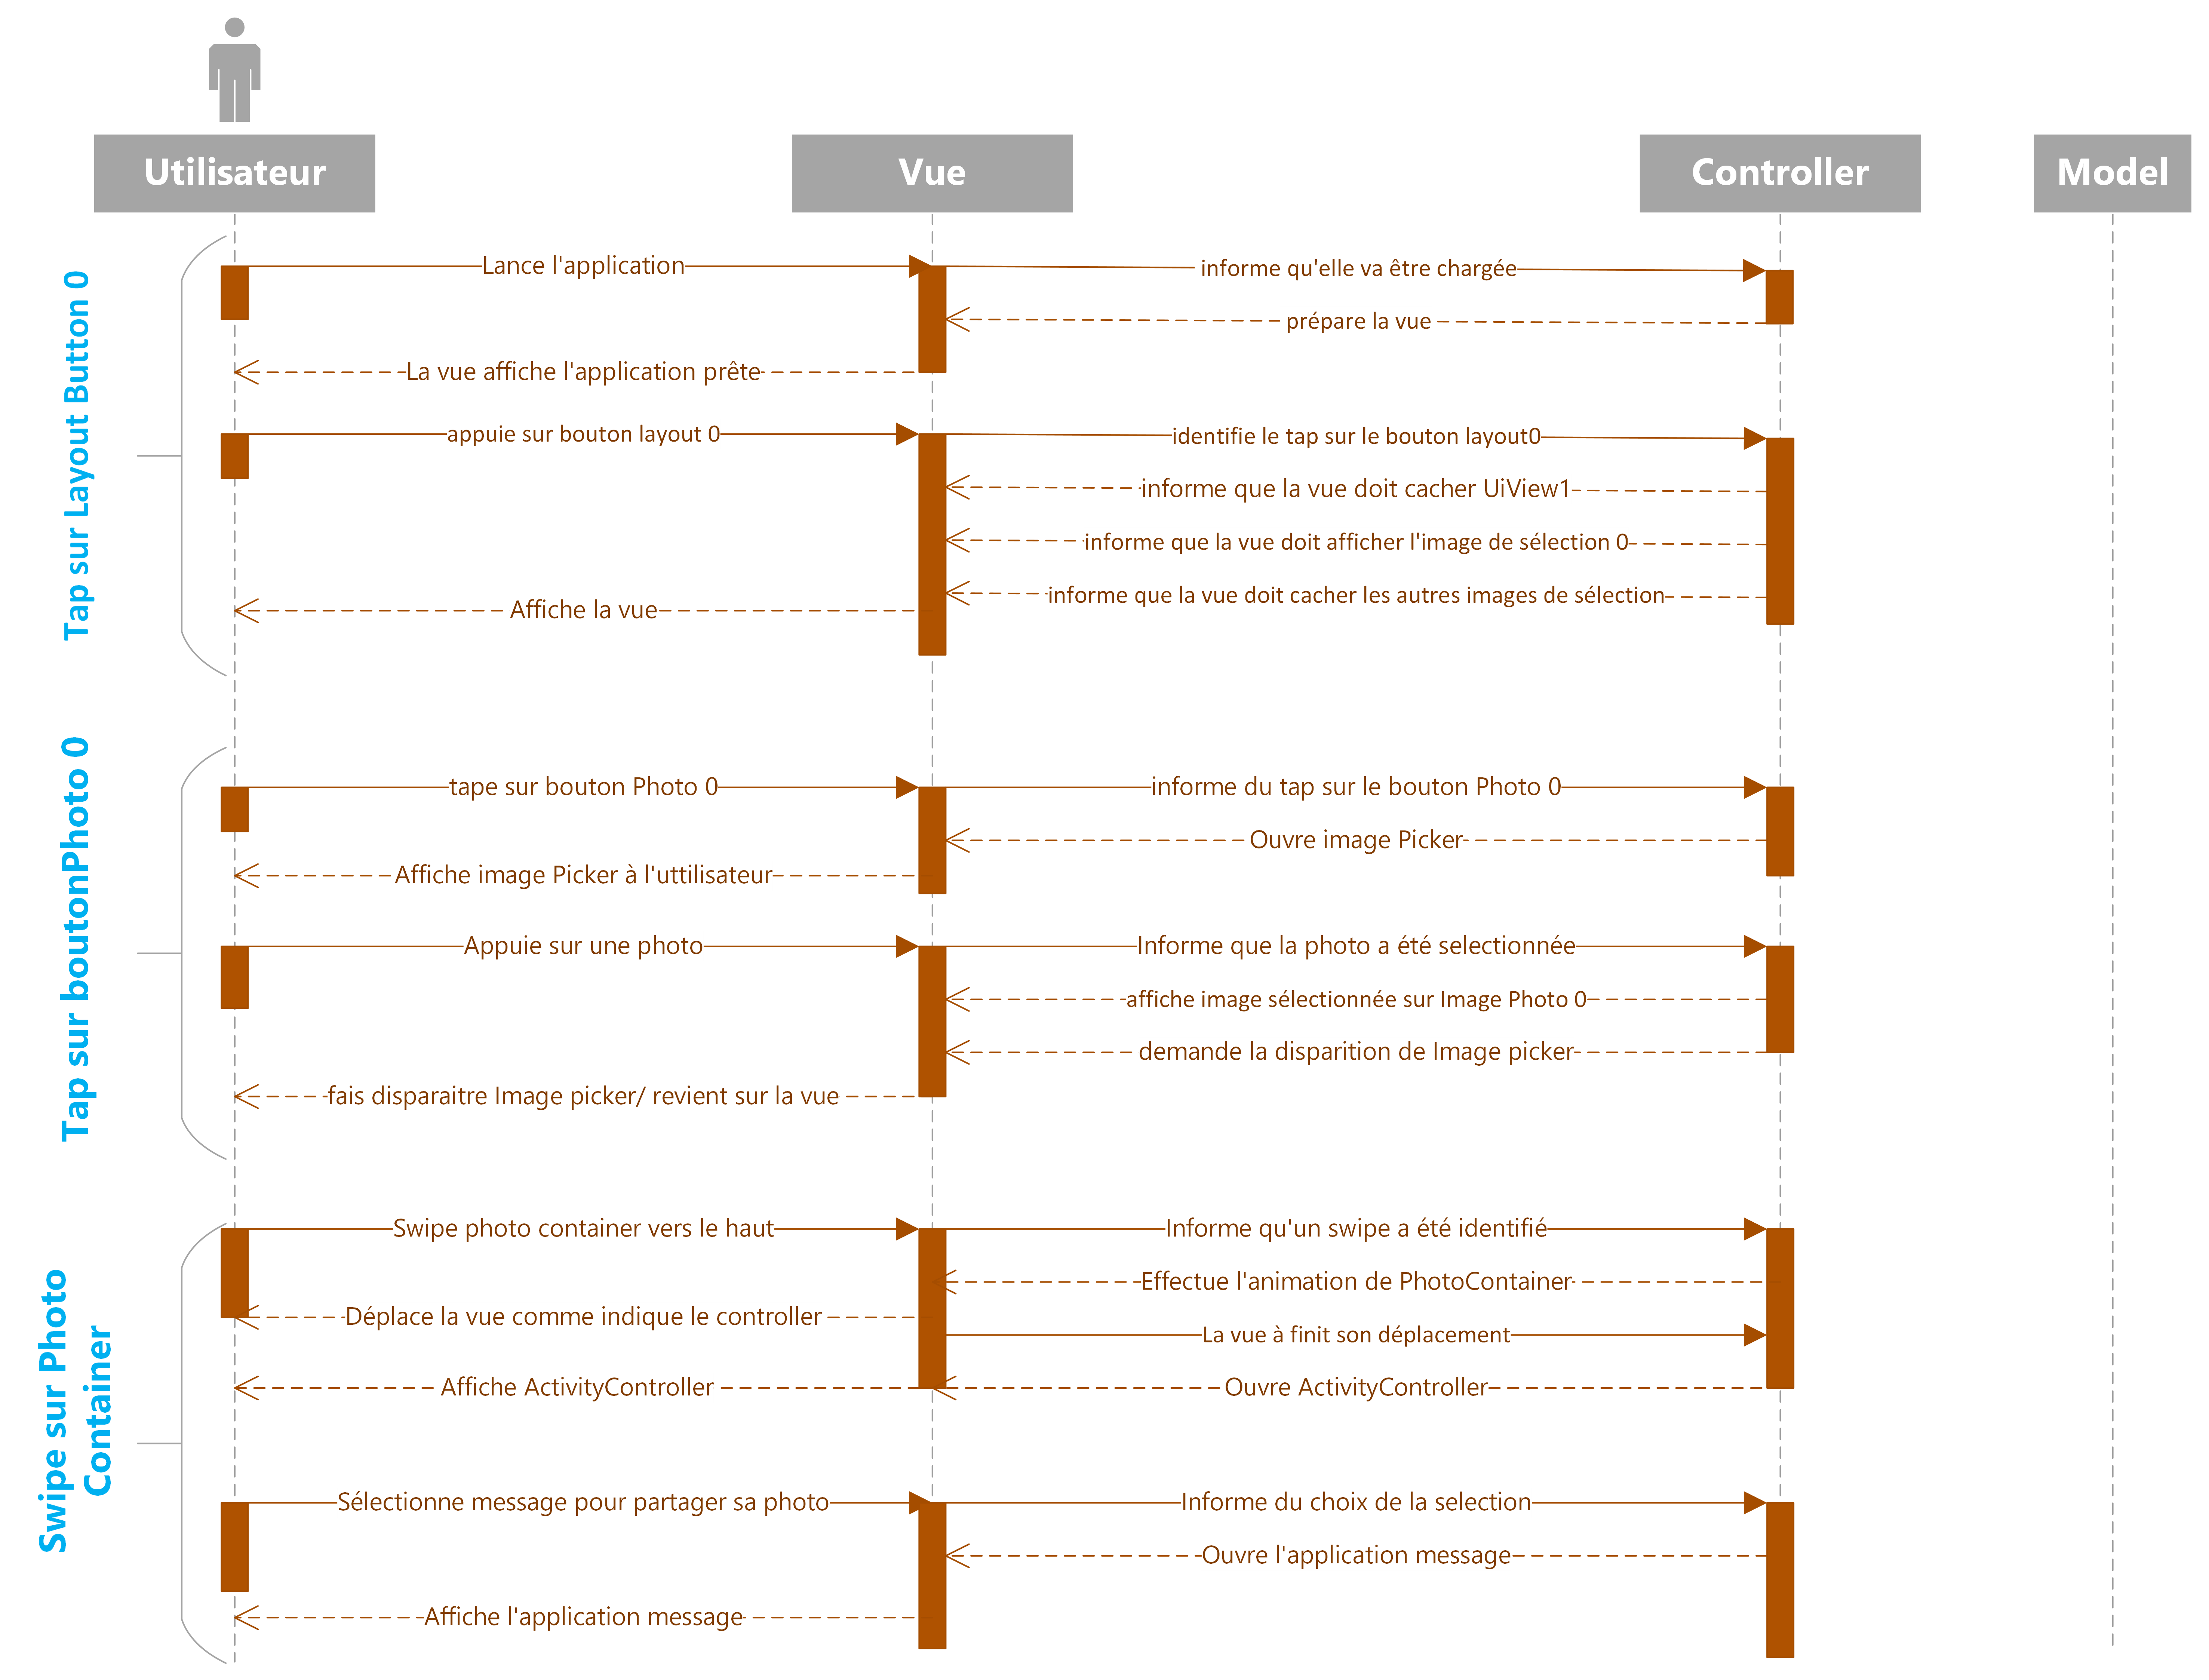 Utilisateur
Vue
Controller
Model
Tap sur Layout Button 0
Lance l'application
informe qu'elle va être chargée
prépare la vue
La vue affiche l'application prête
appuie sur bouton layout 0
identifie le tap sur le bouton layout0
informe que la vue doit cacher UiView1
informe que la vue doit afficher l'image de sélection 0
informe que la vue doit cacher les autres images de sélection
Affiche la vue
Tap sur boutonPhoto 0
tape sur bouton Photo 0
informe du tap sur le bouton Photo 0
Ouvre image Picker
Affiche image Picker à l'uttilisateur
Appuie sur une photo
Informe que la photo a été selectionnée
affiche image sélectionnée sur Image Photo 0
demande la disparition de Image picker
fais disparaitre Image picker/ revient sur la vue
Swipe sur Photo
Container
Swipe photo container vers le haut
Informe qu'un swipe a été identifié
Effectue l'animation de PhotoContainer
Déplace la vue comme indique le controller
La vue à finit son déplacement
Affiche ActivityController
Ouvre ActivityController
Sélectionne message pour partager sa photo
Informe du choix de la selection
Ouvre l'application message
Affiche l'application message